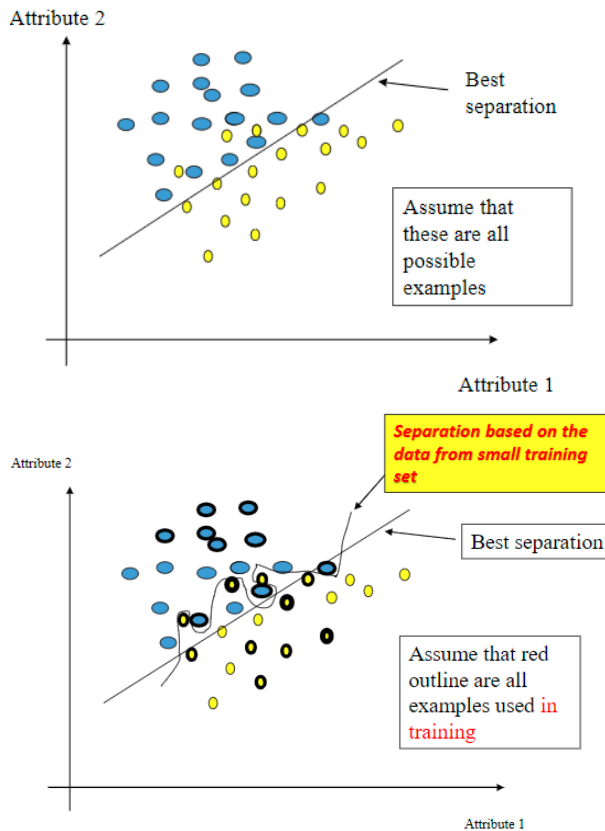 Attribute 2
Best
separation
Assume that
these are all
possible
examples
Attribute 1
Separation based on the
data from small training
set
Attribute 2
Best separation
Assume that red
outline are all
examples used in
training
Attribute 1